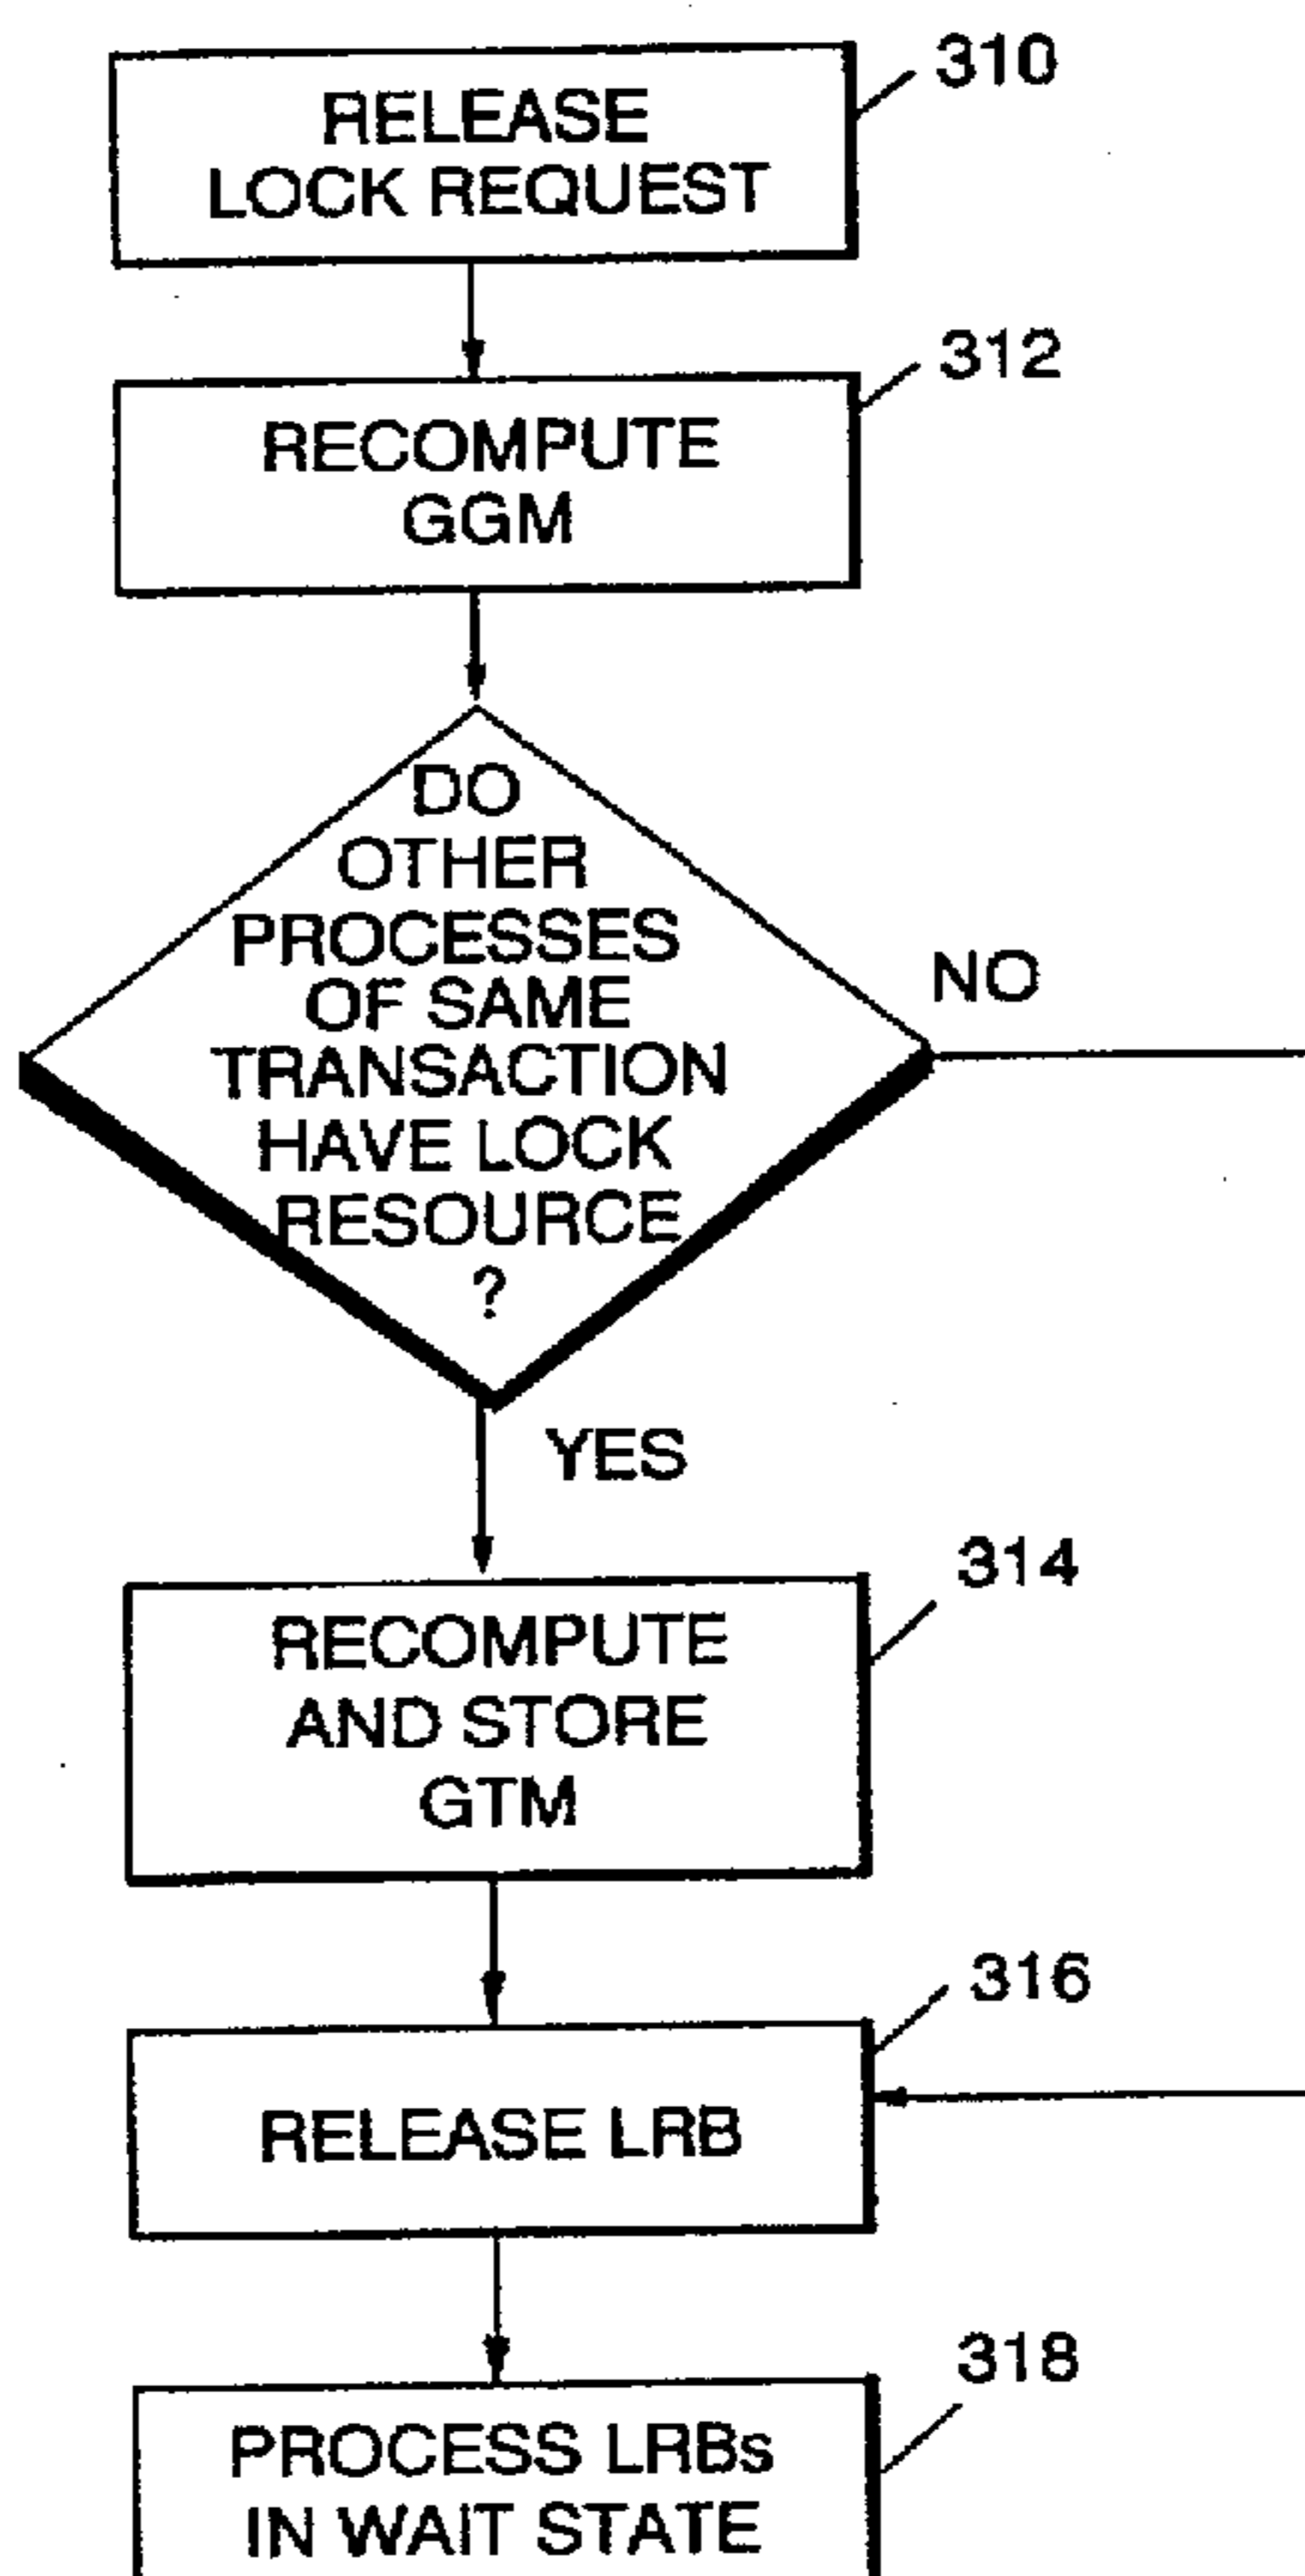 310
RELEASE
LOCK REQUEST
312
RECOMPUTE
GGM
DO
OTHER
PROCESSES
OF SAME
TRANSACTION
HAVE LOCK
RESOURCE
?
NO
YES
314
RECOMPUTE
AND STORE
GTM
316
RELEASE LRB
318
PROCESS LRBs
IN WAIT STATE